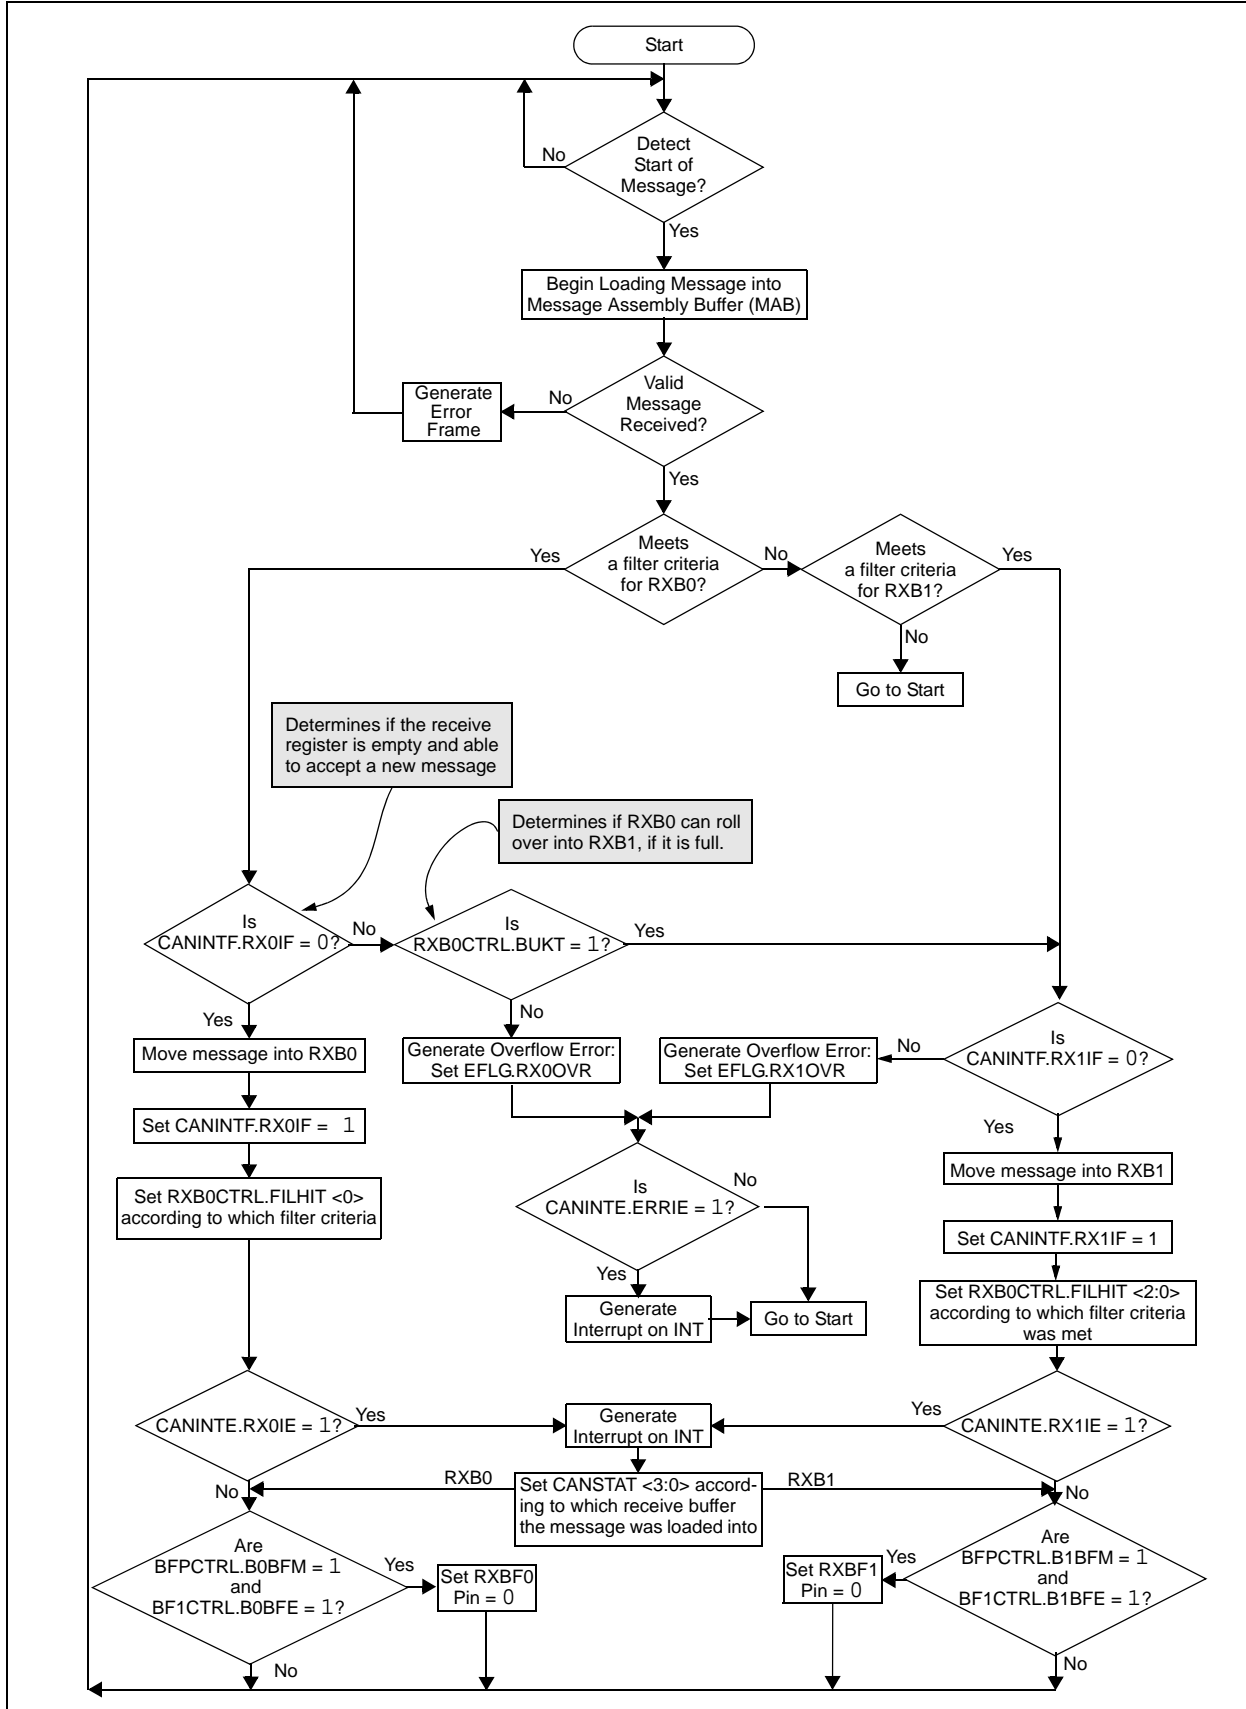 Start
Detect
Start of
Message?
No
Yes
Begin Loading Message into
Message Assembly Buffer (MAB)
Valid
Message
Received?
No
Generate
Error
Frame
Yes
Meets
a filter criteria
for RXB0?
Yes
No
Meets
a filter criteria
for RXB1?
Yes
No
Go to Start
Determines if the receive
register is empty and able
to accept a new message
Determines if RXB0 can roll
over into RXB1, if it is full.
Is
CANINTF.RX0IF = 0?
No
Is
RXB0CTRL.BUKT = 1?
Yes
Yes
No
Is
CANINTF.RX1IF = 0?
No
Move message into RXB0
Generate Overflow Error:
Set EFLG.RX0OVR
Generate Overflow Error:
Set EFLG.RX1OVR
Yes
Set CANINTF.RX0IF = 1
Move message into RXB1
Set RXB0CTRL.FILHIT <0>
according to which filter criteria
Is
CANINTE.ERRIE = 1?
No
Set CANINTF.RX1IF = 1
Yes
Generate
Interrupt on INT
Go to Start
Set RXB0CTRL.FILHIT <2:0>
according to which filter criteria
was met
CANINTE.RX0IE = 1?
Yes
Generate
Interrupt on INT
Yes
CANINTE.RX1IE = 1?
RXB0
Set CANSTAT <3:0> accord-
ing to which receive buffer
the message was loaded into
RXB1
No
No
Are
BFPCTRL.B0BFM = 1
and
BF1CTRL.B0BFE = 1?
Yes
Set RXBF0
Pin = 0
Set RXBF1
Pin = 0
Yes
Are
BFPCTRL.B1BFM = 1
and
BF1CTRL.B1BFE = 1?
No
No